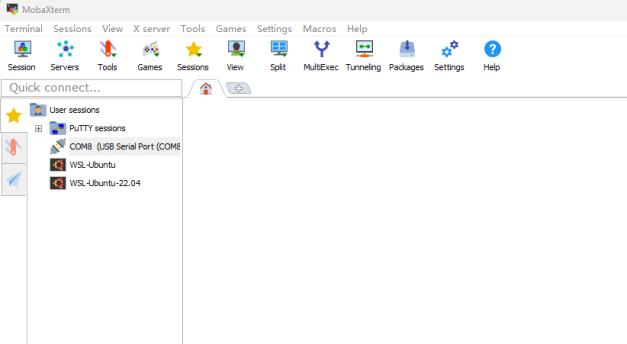 MobaXterm
Terminal Sessions View X server Tools Games Settings Macros Help
Session Servers Tools Games Sessions View Split MultiExec Tunneling Packages Settings Help
Quick connect...
User sessions
PuTTY sessions
COM8 (USB Serial Port (COM8
WSL-Ubuntu
WSL-Ubuntu-22.04